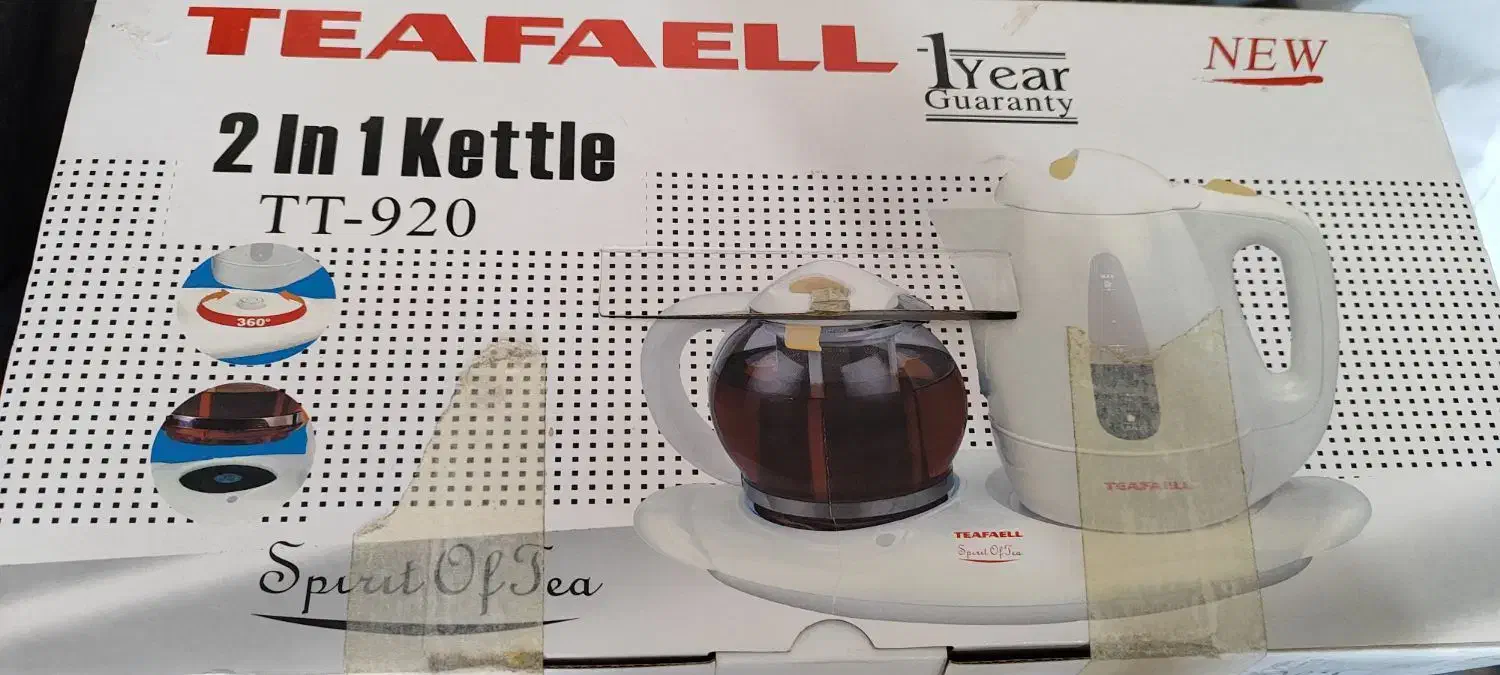 TEAFAELL
1 Year
Guaranty
NEW
2 In 1 Kettle
TT-920
360°
TEAFAELL
TEAFAELL
Spirit Of Tea
Spirit Of Tea